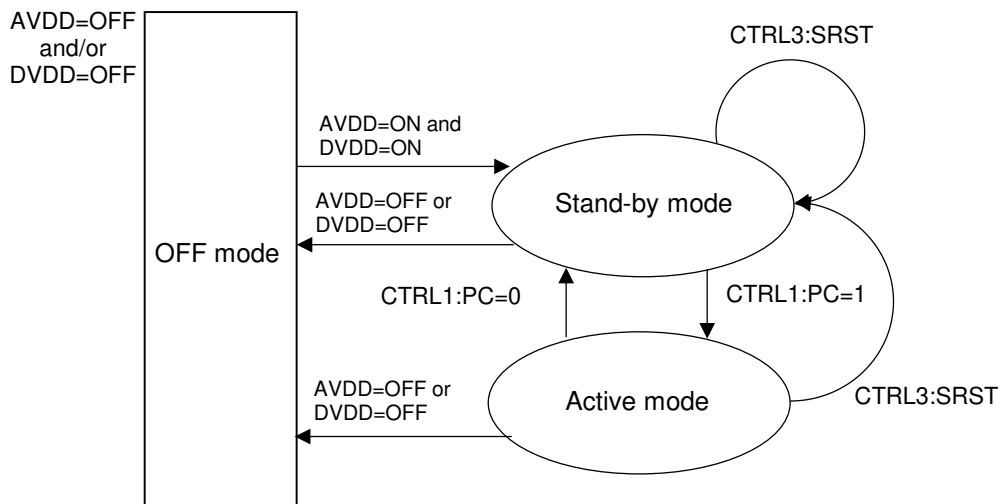 AVDD=OFF
and/or
DVDD=OFF
CTRL3:SRST
AVDD=ON and
DVDD=ON
AVDD=OFF or
DVDD=OFF
Stand-by mode
OFF mode
CTRL1:PC=0
CTRL1:PC=1
AVDD=OFF or
DVDD=OFF
Active mode
CTRL3:SRST